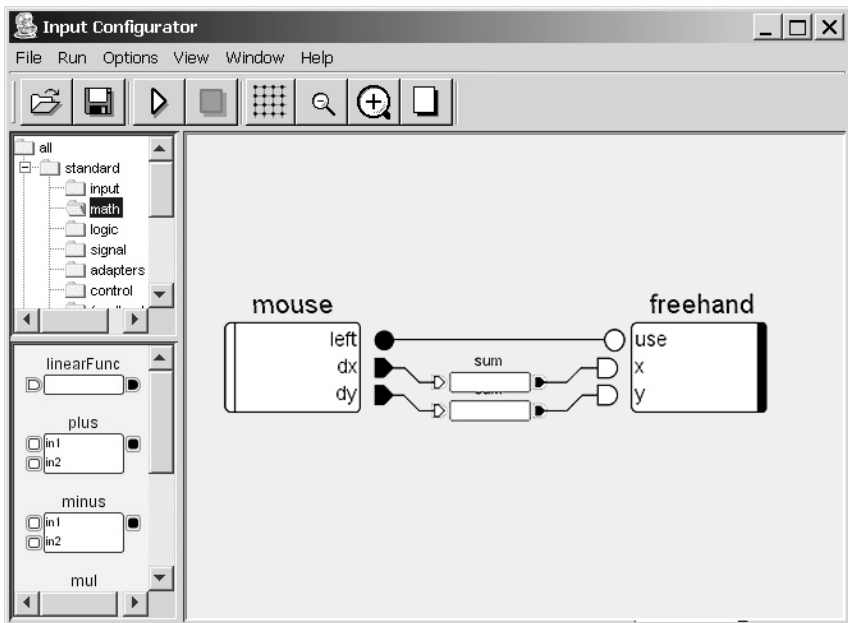 Input Configurator
File Run Options View Window Help
all
standard
input
math
logic
signal
adapters
control
linearFunc
plus
in1
in2
minus
in1
in2
mul
mouse
left
dx
dy
sum
sum
freehand
use
x
y